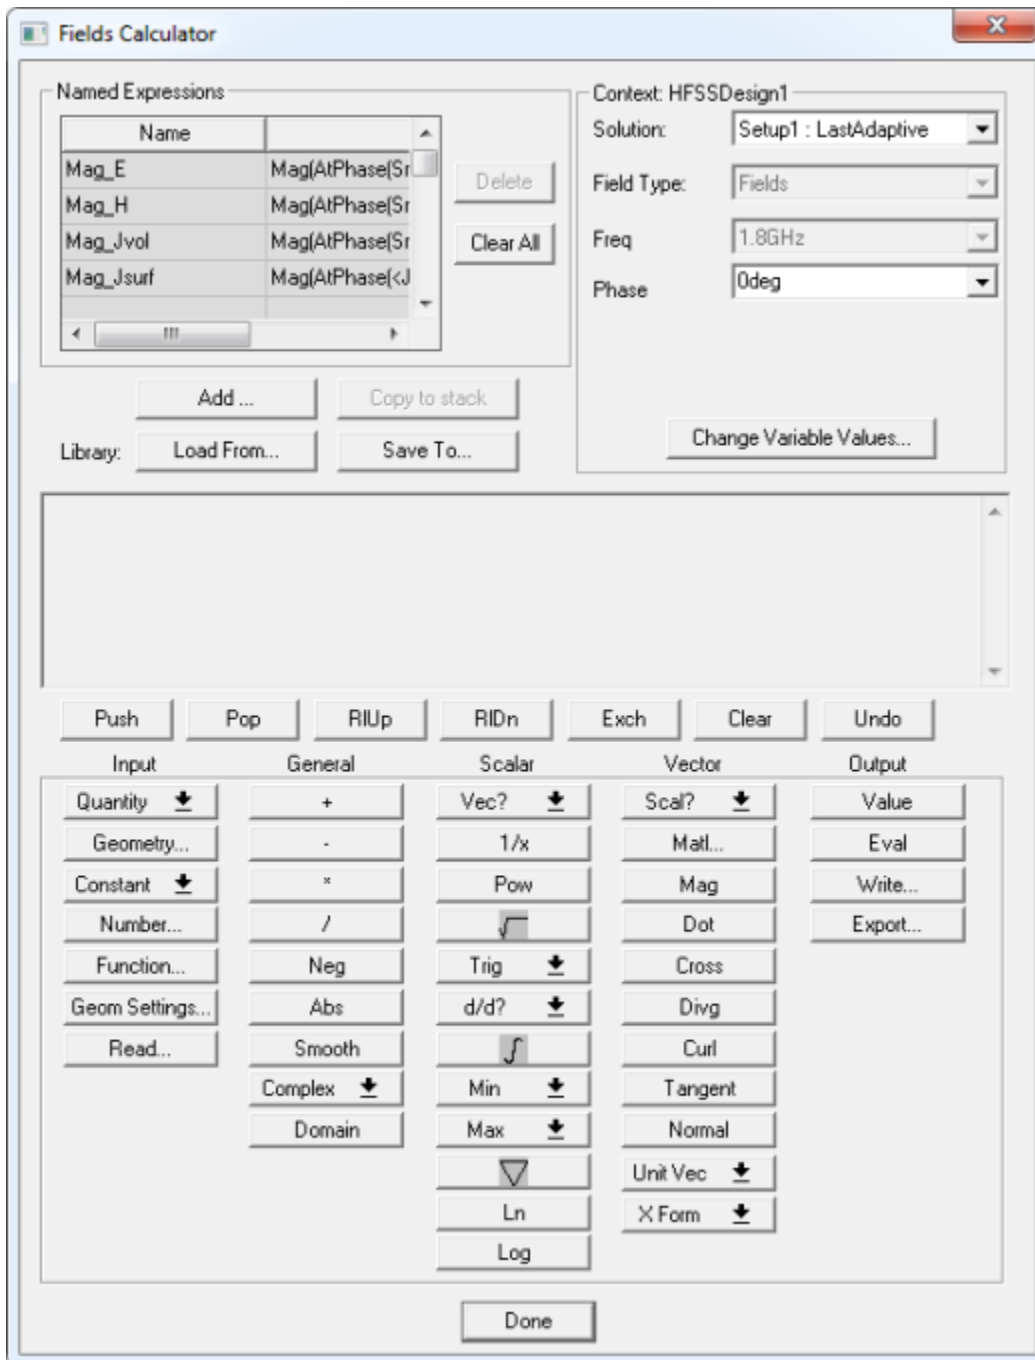 Fields Calculator
Named Expressions
Name
Mag_E Mag(AtPhase(Sr
Mag_H Mag(AtPhase(Sr
Mag_Jvol Mag(AtPhase(Sr
Mag_Jsurf Mag(AtPhase(<J
Delete
Clear All
Context: HFSSDesign1
Solution: Setup1 : LastAdaptive
Field Type: Fields
Freq 1.8GHz
Phase 0deg
Change Variable Values...
Add ... Copy to stack
Library: Load From... Save To...
Push Pop RlUp RlDn Exch Clear Undo
Input General Scalar Vector Output
Quantity + Vec? Scal? Value
Geometry... - 1/x Matl... Eval
Constant * Pow Mag Write...
Number... / √ Dot Export...
Function... Neg Trig Cross
Geom Settings... Abs d/d? Divg
Read... Smooth ∫ Curl
Complex Min Tangent
Domain Max Normal
▽ Unit Vec
Ln X Form
Log
Done